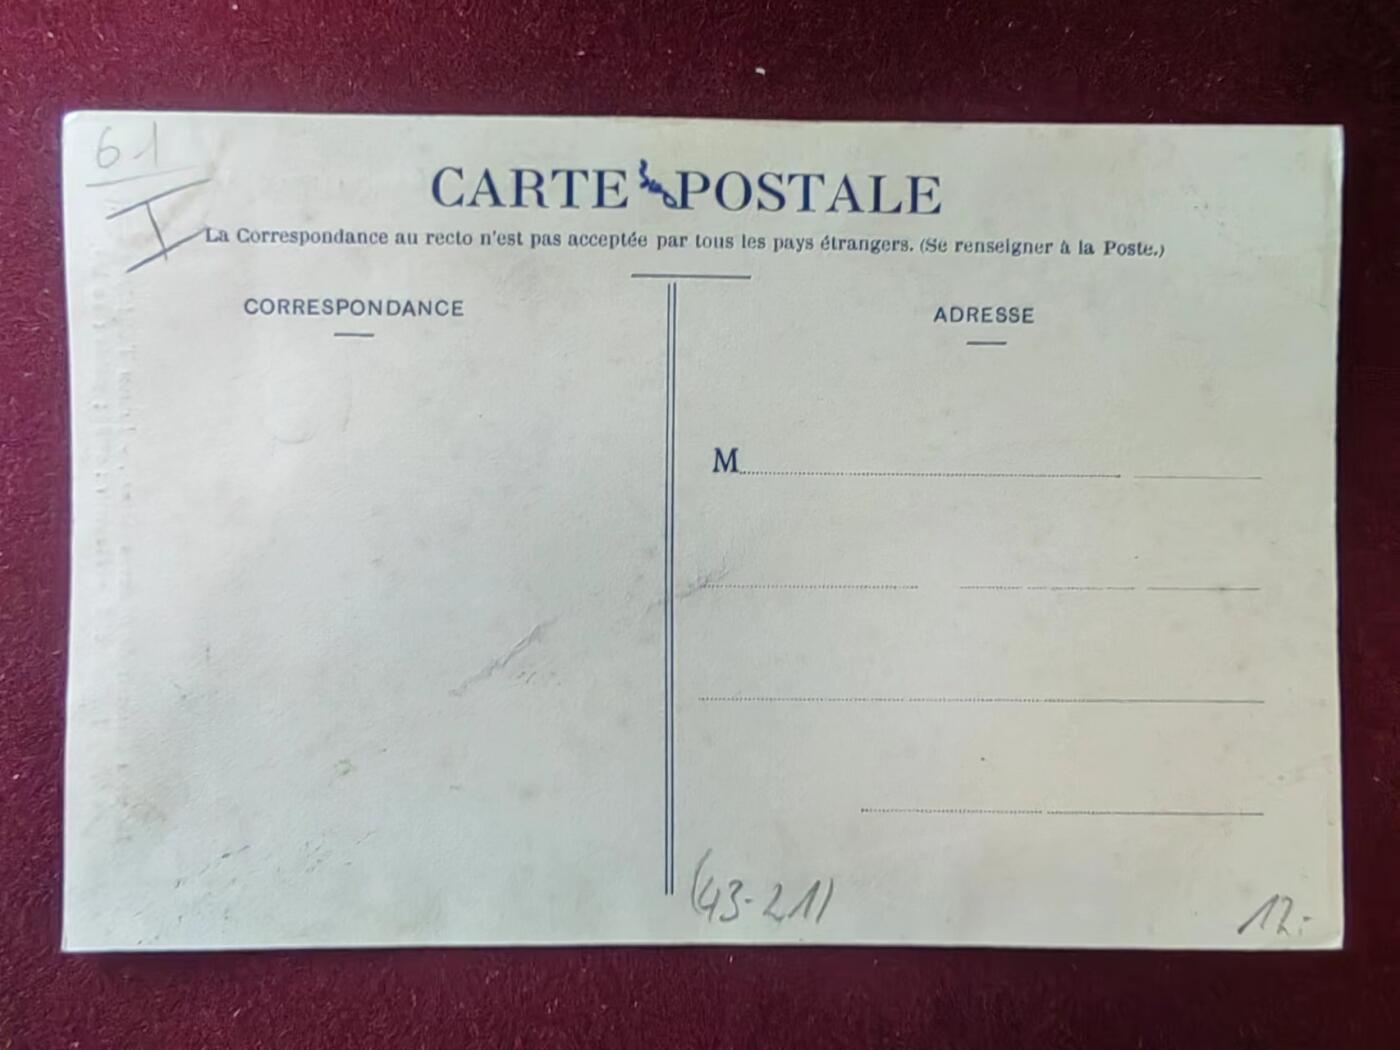 61
I
CARTE POSTALE
La Correspondance au recto n'est pas acceptée par tous les pays étrangers. (Se renseigner à la Poste.)
CORRESPONDANCE
ADRESSE
M
(43-211)
12.-